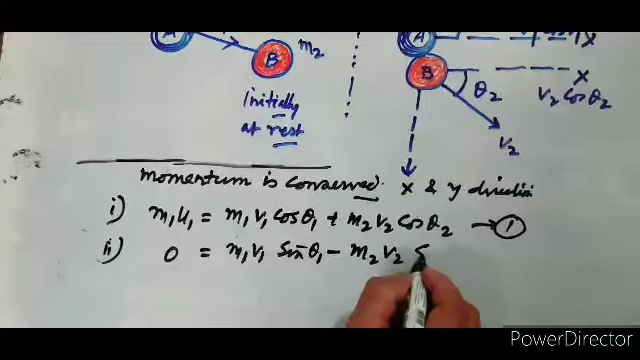 A
B
m₂
Initially
at rest
A
x
B
θ₂
x
v₂ cosθ₂
v₂
momentum is conserved. x & y direction
i) m₁u₁ = m₁v₁ cosθ₁ + m₂v₂ cosθ₂ → ①
ii) 0 = m₁v₁ sinθ₁ - m₂v₂ S
PowerDirector